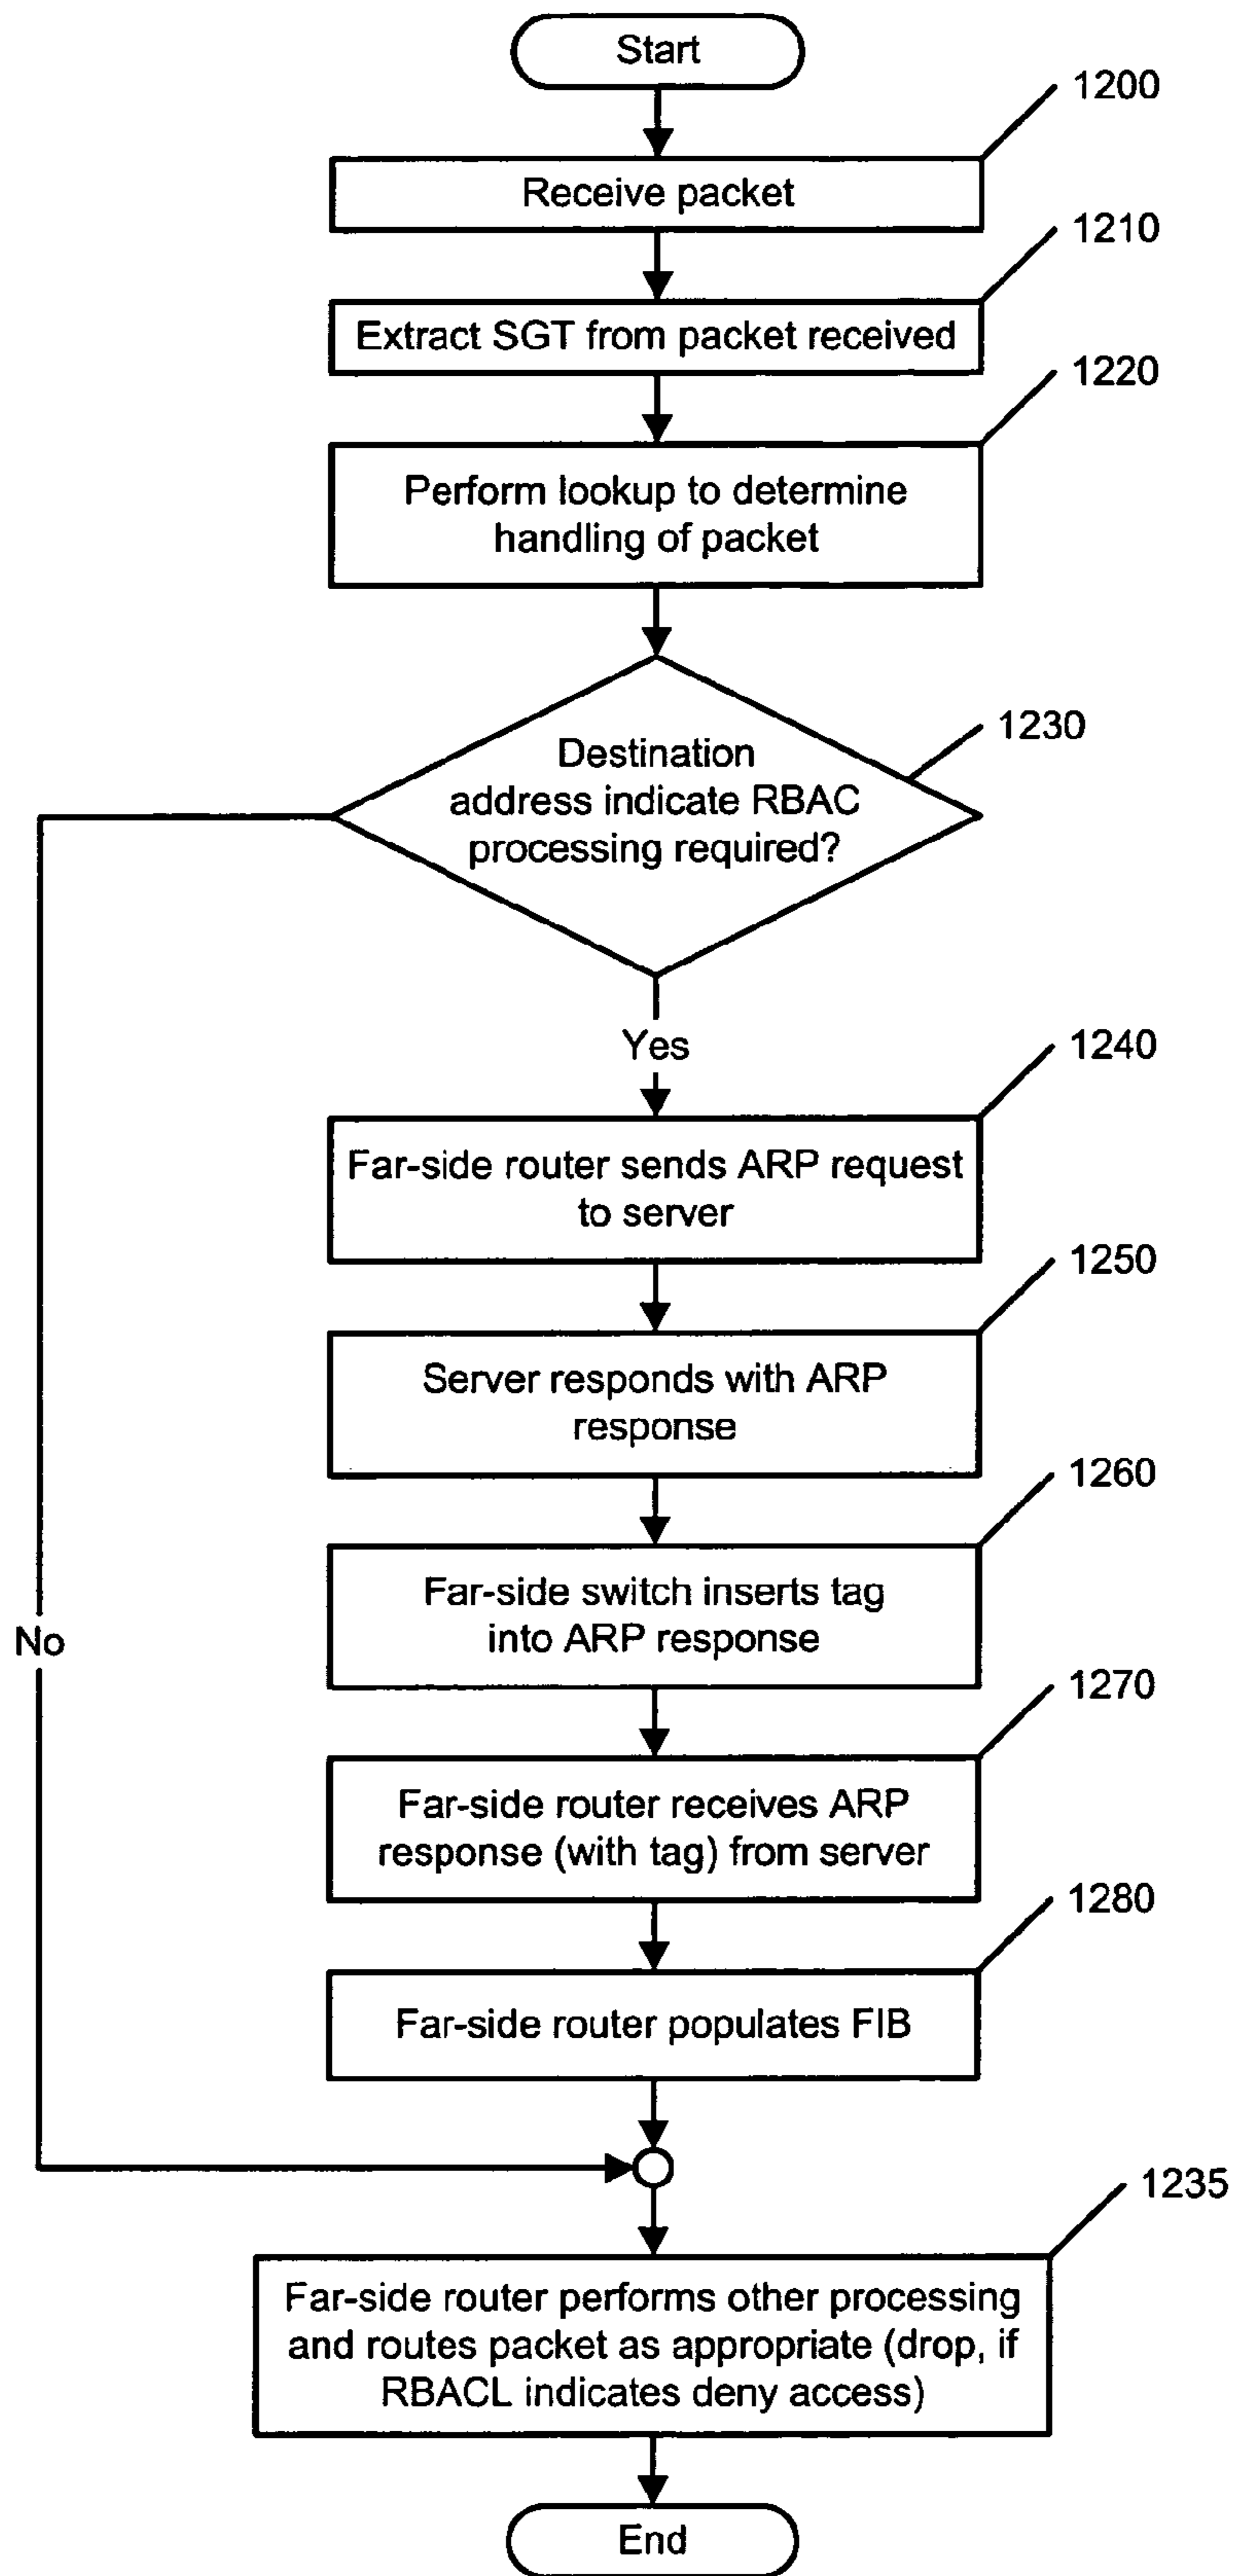 Start
1200
Receive packet
1210
Extract SGT from packet received
1220
Perform lookup to determine
handling of packet
1230
Destination
address indicate RBAC
processing required?
Yes
1240
Far-side router sends ARP request
to server
1250
Server responds with ARP
response
1260
Far-side switch inserts tag
into ARP response
No
1270
Far-side router receives ARP
response (with tag) from server
1280
Far-side router populates FIB
1235
Far-side router performs other processing
and routes packet as appropriate (drop, if
RBACL indicates deny access)
End